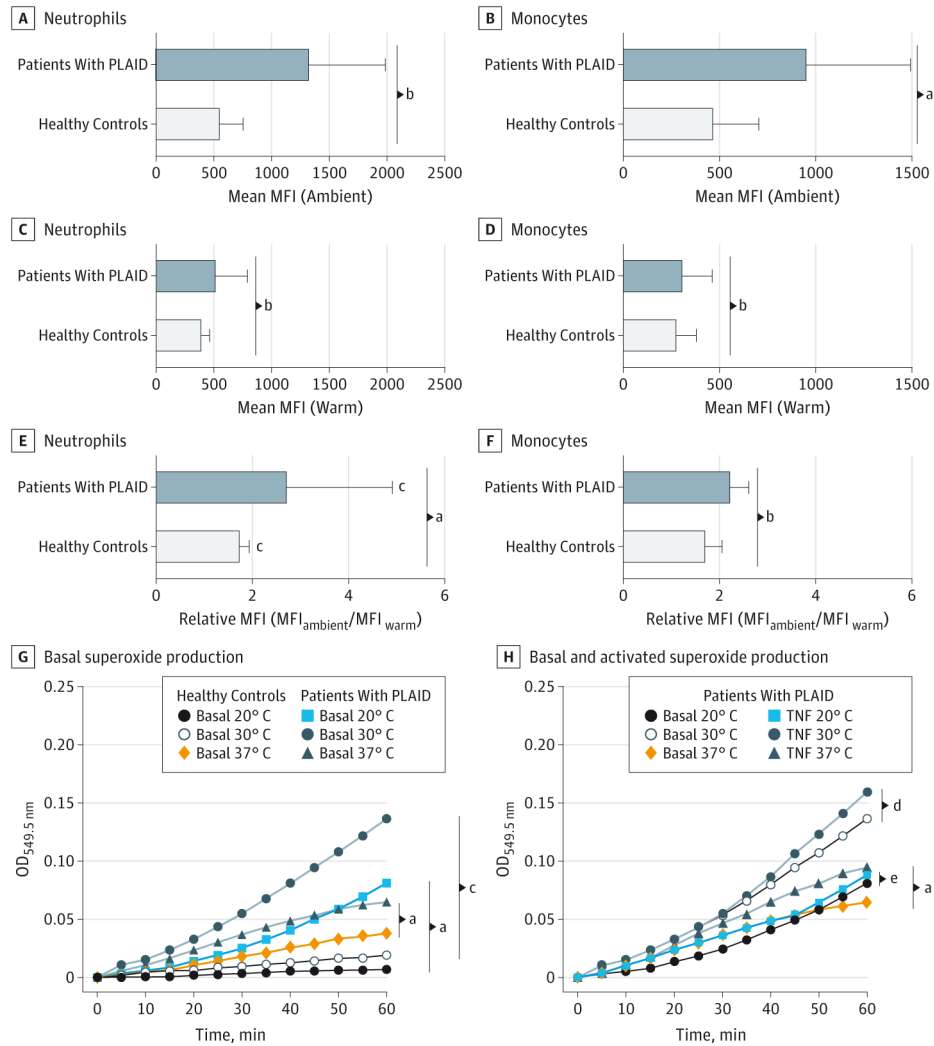 A Neutrophils
Patients With PLAID
Healthy Controls
b
0 500 1000 1500 2000 2500
Mean MFI (Ambient)
B Monocytes
Patients With PLAID
Healthy Controls
a
0 500 1000 1500
Mean MFI (Ambient)
C Neutrophils
Patients With PLAID
Healthy Controls
b
0 500 1000 1500 2000 2500
Mean MFI (Warm)
D Monocytes
Patients With PLAID
Healthy Controls
b
0 500 1000 1500
Mean MFI (Warm)
E Neutrophils
Patients With PLAID
c
Healthy Controls
c
a
0 2 4 6
Relative MFI (MFIambient/MFI warm)
F Monocytes
Patients With PLAID
Healthy Controls
b
0 2 4 6
Relative MFI (MFIambient/MFI warm)
G Basal superoxide production
Healthy Controls Patients With PLAID
Basal 20° C Basal 20° C
Basal 30° C Basal 30° C
Basal 37° C Basal 37° C
0.25
0.20
0.15
0.10
0.05
0
OD549.5 nm
a
a
c
0 10 20 30 40 50 60
Time, min
H Basal and activated superoxide production
Patients With PLAID
Basal 20° C TNF 20° C
Basal 30° C TNF 30° C
Basal 37° C TNF 37° C
0.25
0.20
0.15
0.10
0.05
0
OD549.5 nm
d
e
a
0 10 20 30 40 50 60
Time, min